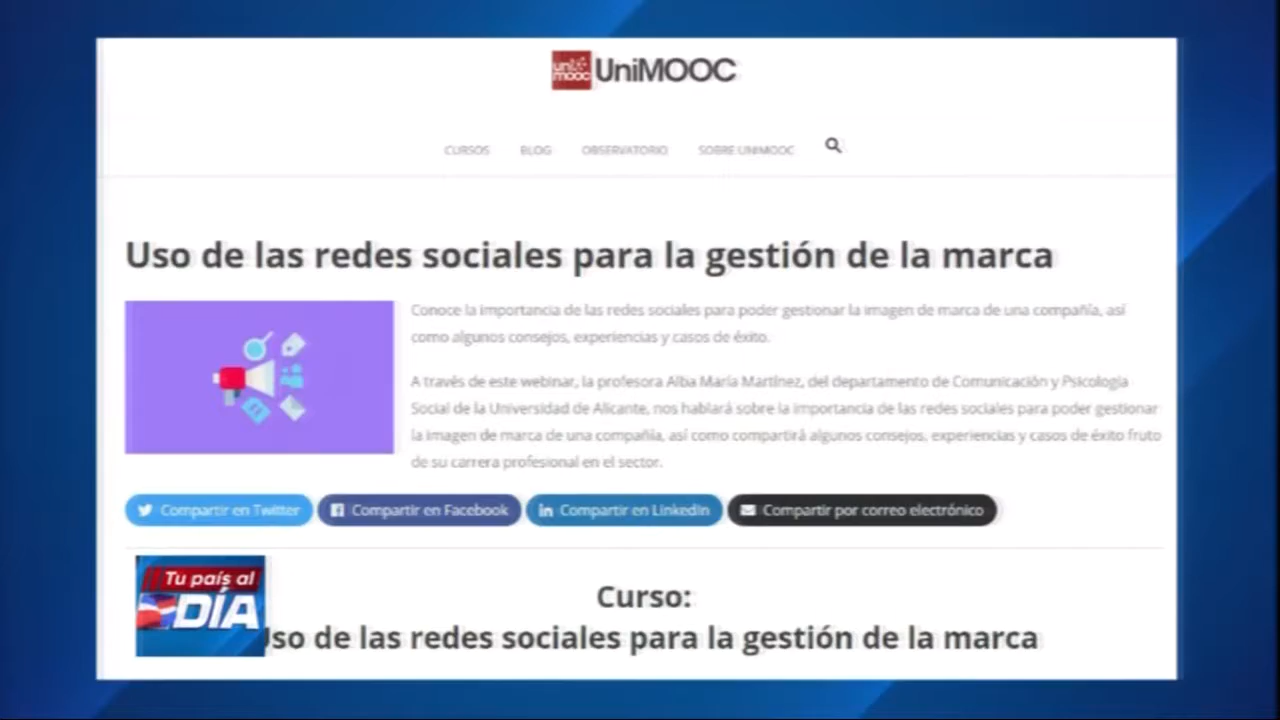 uni
mooc
UniMOOC
CURSOS BLOG OBSERVATORIO SOBRE UNIMOOC
Uso de las redes sociales para la gestión de la marca
Conoce la importancia de las redes sociales para poder gestionar la imagen de marca de una compañía, así
como algunos consejos, experiencias y casos de éxito.
A través de este webinar, la profesora Alba María Martínez, del departamento de Comunicación y Psicología
Social de la Universidad de Alicante, nos hablará sobre la importancia de las redes sociales para poder gestionar
la imagen de marca de una compañía, así como compartirá algunos consejos, experiencias y casos de éxito fruto
de su carrera profesional en el sector.
Compartir en Twitter Compartir en Facebook Compartir en LinkedIn Compartir por correo electrónico
Tu país al
DÍA
Curso:
Uso de las redes sociales para la gestión de la marca